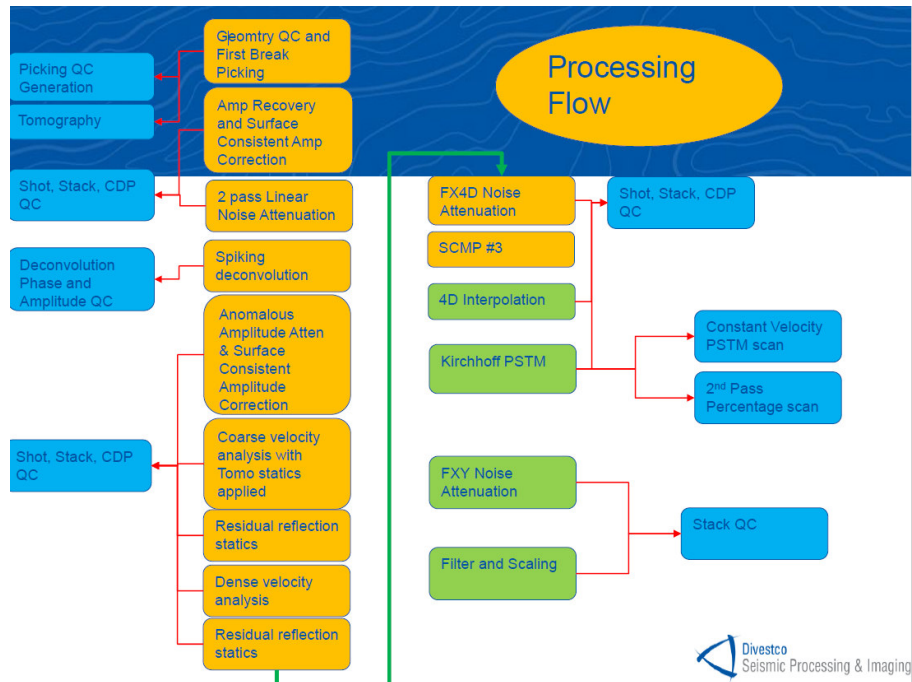 Geomtry QC and
First Break
Picking
Picking QC
Generation
Tomography
Amp Recovery
and Surface
Consistent Amp
Correction
Shot, Stack, CDP
QC
2 pass Linear
Noise Attenuation
Deconvolution
Phase and
Amplitude QC
Spiking
deconvolution
Anomalous
Amplitude Atten
& Surface
Consistent
Amplitude
Correction
Shot, Stack, CDP
QC
Coarse velocity
analysis with
Tomo statics
applied
Residual reflection
statics
Dense velocity
analysis
Residual reflection
statics
Processing
Flow
FX4D Noise
Attenuation
Shot, Stack, CDP
QC
SCMP #3
4D Interpolation
Kirchhoff PSTM
Constant Velocity
PSTM scan
2nd Pass
Percentage scan
FXY Noise
Attenuation
Stack QC
Filter and Scaling
Divestco
Seismic Processing & Imaging